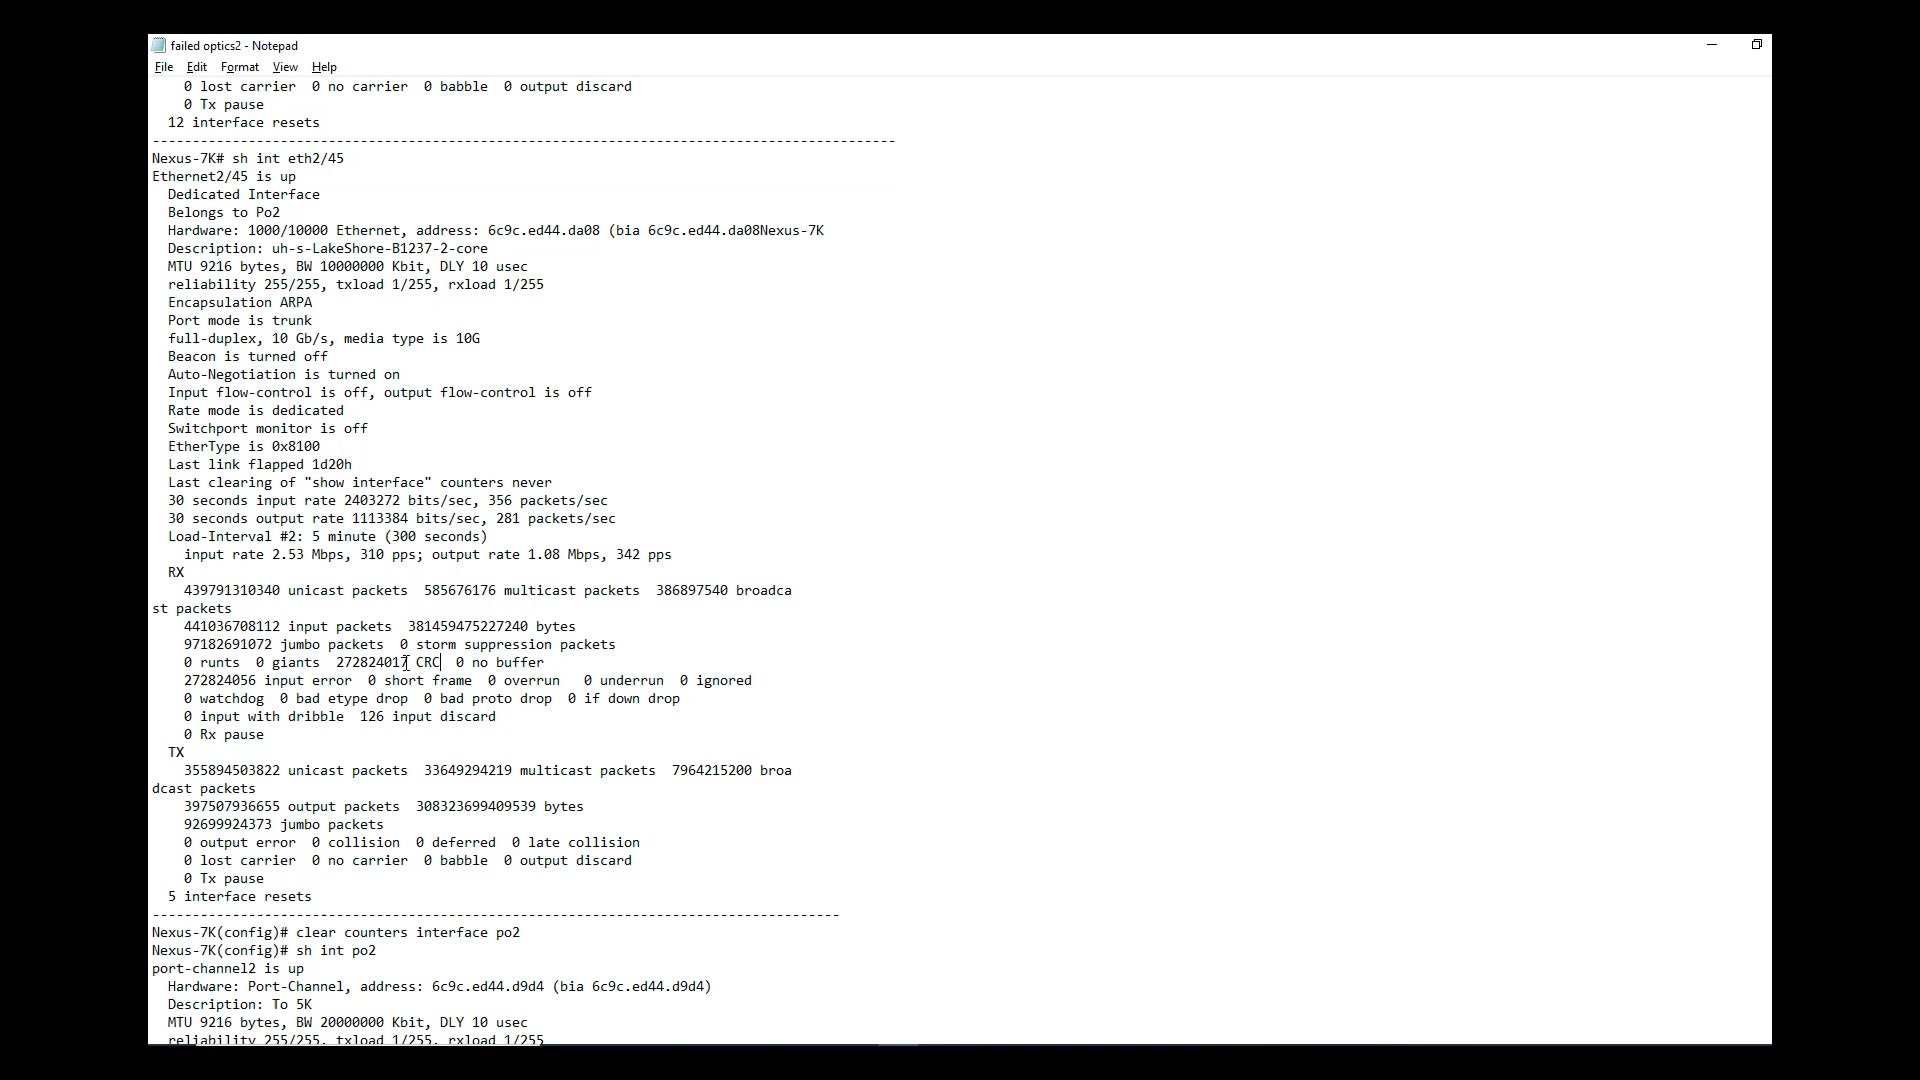 failed optics2 - Notepad
File Edit Format View Help
0 lost carrier  0 no carrier  0 babble  0 output discard
0 Tx pause
12 interface resets
---------------------------------------------------------------------------------------------
Nexus-7K# sh int eth2/45
Ethernet2/45 is up
Dedicated Interface
Belongs to Po2
Hardware: 1000/10000 Ethernet, address: 6c9c.ed44.da08 (bia 6c9c.ed44.da08Nexus-7K
Description: uh-s-LakeShore-B1237-2-core
MTU 9216 bytes, BW 10000000 Kbit, DLY 10 usec
reliability 255/255, txload 1/255, rxload 1/255
Encapsulation ARPA
Port mode is trunk
full-duplex, 10 Gb/s, media type is 10G
Beacon is turned off
Auto-Negotiation is turned on
Input flow-control is off, output flow-control is off
Rate mode is dedicated
Switchport monitor is off
EtherType is 0x8100
Last link flapped 1d20h
Last clearing of "show interface" counters never
30 seconds input rate 2403272 bits/sec, 356 packets/sec
30 seconds output rate 1113384 bits/sec, 281 packets/sec
Load-Interval #2: 5 minute (300 seconds)
input rate 2.53 Mbps, 310 pps; output rate 1.08 Mbps, 342 pps
RX
439791310340 unicast packets  585676176 multicast packets  386897540 broadca
st packets
441036708112 input packets  381459475227240 bytes
97182691072 jumbo packets  0 storm suppression packets
0 runts  0 giants  272824017 CRC  0 no buffer
272824056 input error  0 short frame  0 overrun   0 underrun  0 ignored
0 watchdog  0 bad etype drop  0 bad proto drop  0 if down drop
0 input with dribble  126 input discard
0 Rx pause
TX
355894503822 unicast packets  33649294219 multicast packets  7964215200 broa
dcast packets
397507936655 output packets  308323699409539 bytes
92699924373 jumbo packets
0 output error  0 collision  0 deferred  0 late collision
0 lost carrier  0 no carrier  0 babble  0 output discard
0 Tx pause
5 interface resets
--------------------------------------------------------------------------------------
Nexus-7K(config)# clear counters interface po2
Nexus-7K(config)# sh int po2
port-channel2 is up
Hardware: Port-Channel, address: 6c9c.ed44.d9d4 (bia 6c9c.ed44.d9d4)
Description: To 5K
MTU 9216 bytes, BW 20000000 Kbit, DLY 10 usec
reliability 255/255, txload 1/255, rxload 1/255